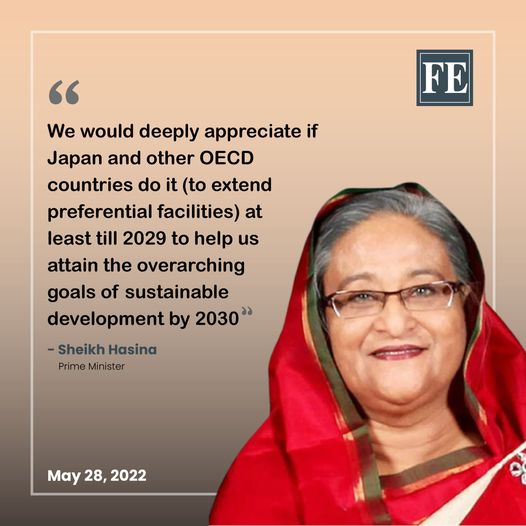 FE
“
We would deeply appreciate if
Japan and other OECD
countries do it (to extend
preferential facilities) at
least till 2029 to help us
attain the overarching
goals of sustainable
development by 2030”
- Sheikh Hasina
Prime Minister
May 28, 2022